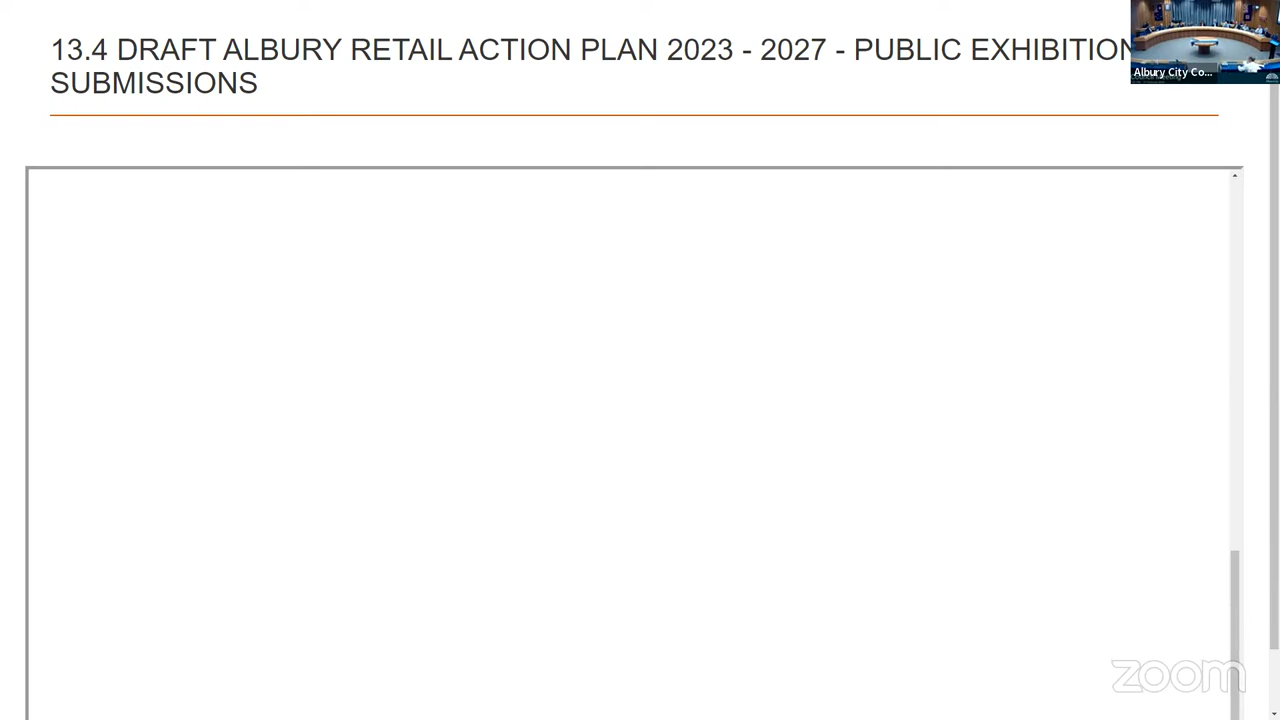 13.4 DRAFT ALBURY RETAIL ACTION PLAN 2023 - 2027 - PUBLIC EXHIBITION
SUBMISSIONS
Albury City Co...
zoom